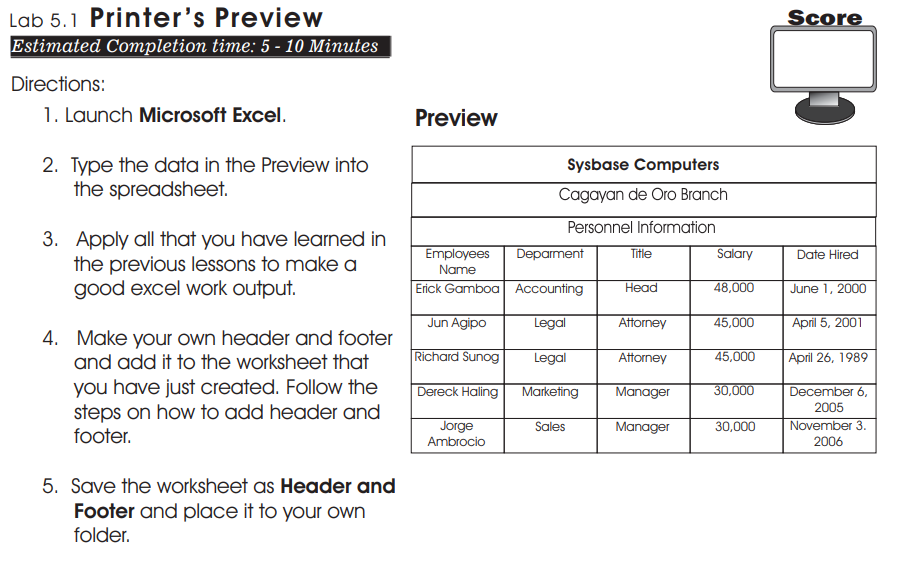 Lab 5.1 Printer's Preview
Estimated Completion time: 5 - 10 Minutes
Score
Directions:
1. Launch Microsoft Excel.
2. Type the data in the Preview into
the spreadsheet.
3. Apply all that you have learned in
the previous lessons to make a
good excel work output.
4. Make your own header and footer
and add it to the worksheet that
you have just created. Follow the
steps on how to add header and
footer.
5. Save the worksheet as Header and
Footer and place it to your own
folder.
Preview
Sysbase Computers
Cagayan de Oro Branch
Personnel Information
Employees Deparment Title Salary Date Hired
Name
Erick Gamboa Accounting Head 48,000 June 1, 2000
Jun Agipo Legal Attorney 45,000 April 5, 2001
Richard Sunog Legal Attorney 45,000 April 26, 1989
Dereck Haling Marketing Manager 30,000 December 6,
2005
Jorge Sales Manager 30,000 November 3.
Ambrocio 2006